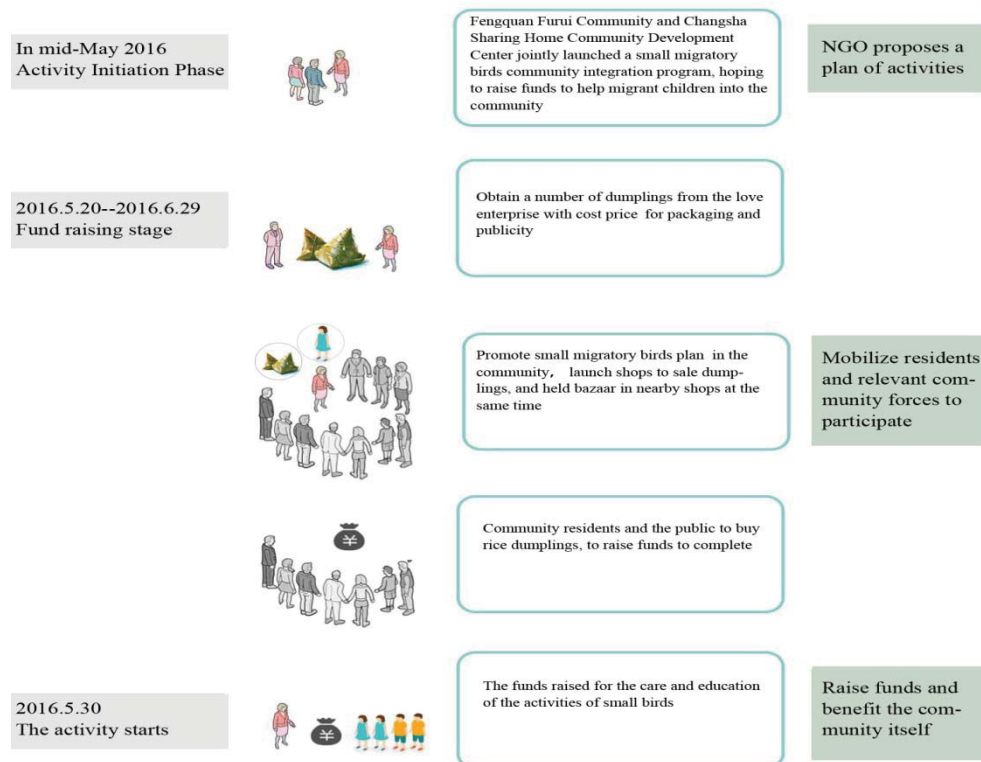 In mid-May 2016
Activity Initiation Phase
Fengquan Furui Community and Changsha
Sharing Home Community Development
Center jointly launched a small migratory
birds community integration program, hoping
to raise funds to help migrant children into the
community
NGO proposes a
plan of activities
2016.5.20--2016.6.29
Fund raising stage
Obtain a number of dumplings from the love
enterprise with cost price for packaging and
publicity
Promote small migratory birds plan in the
community, launch shops to sale dump-
lings, and held bazaar in nearby shops at the
same time
Mobilize residents
and relevant com-
munity forces to
participate
¥
Community residents and the public to buy
rice dumplings, to raise funds to complete
2016.5.30
The activity starts
¥
The funds raised for the care and education
of the activities of small birds
Raise funds and
benefit the com-
munity itself